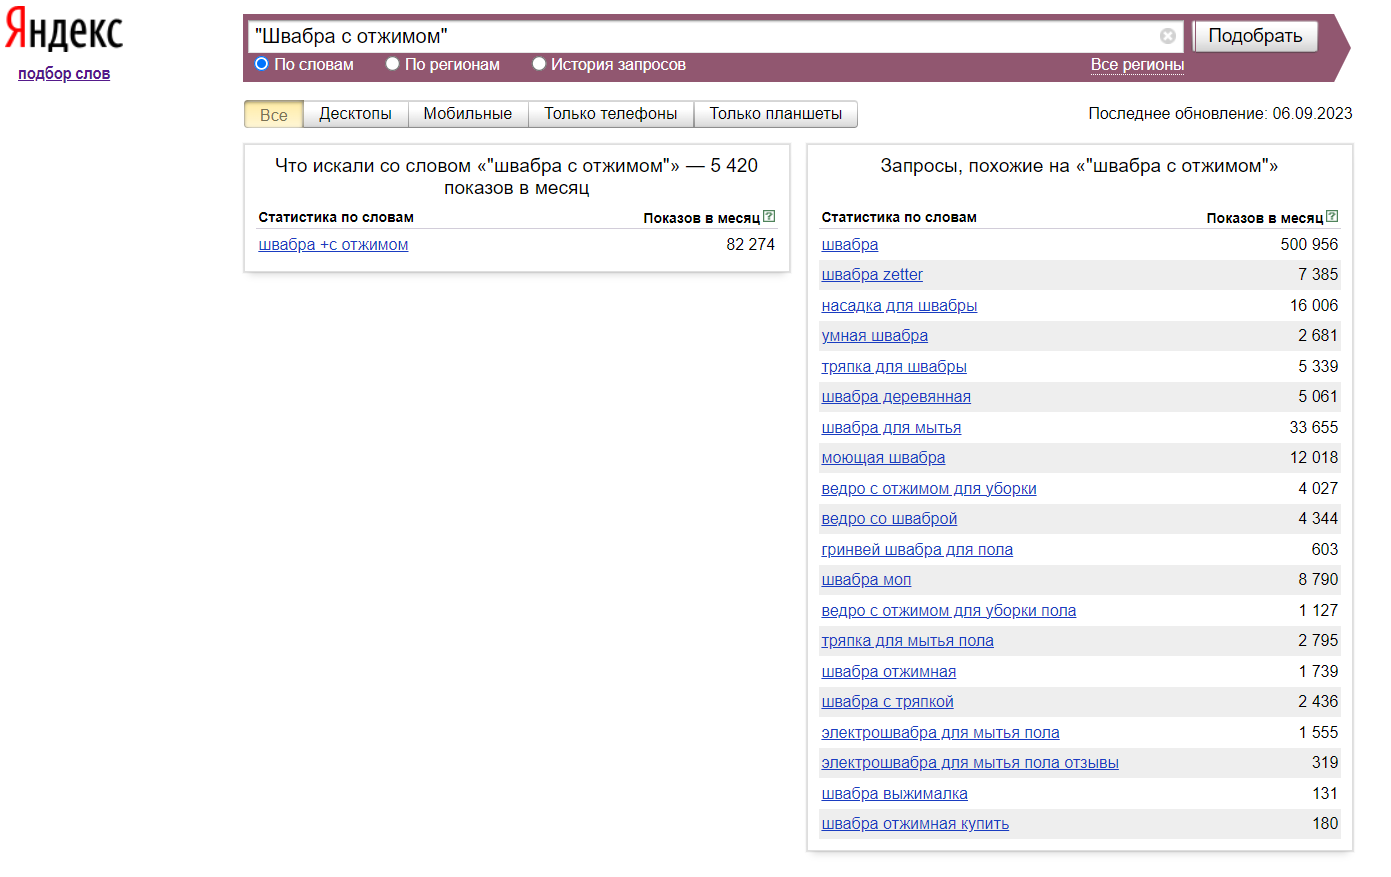 Яндекс
подбор слов
"Швабра с отжимом"
Подобрать
По словам
По регионам
История запросов
Все регионы
Все
Десктопы
Мобильные
Только телефоны
Только планшеты
Последнее обновление: 06.09.2023
Что искали со словом «"швабра с отжимом"» — 5 420
показов в месяц
Статистика по словам
Показов в месяц ?
швабра +с отжимом 82 274
Запросы, похожие на «"швабра с отжимом"»
Статистика по словам
Показов в месяц ?
швабра 500 956
швабра zetter 7 385
насадка для швабры 16 006
умная швабра 2 681
тряпка для швабры 5 339
швабра деревянная 5 061
швабра для мытья 33 655
моющая швабра 12 018
ведро с отжимом для уборки 4 027
ведро со шваброй 4 344
гринвей швабра для пола 603
швабра моп 8 790
ведро с отжимом для уборки пола 1 127
тряпка для мытья пола 2 795
швабра отжимная 1 739
швабра с тряпкой 2 436
электрошвабра для мытья пола 1 555
электрошвабра для мытья пола отзывы 319
швабра выжималка 131
швабра отжимная купить 180